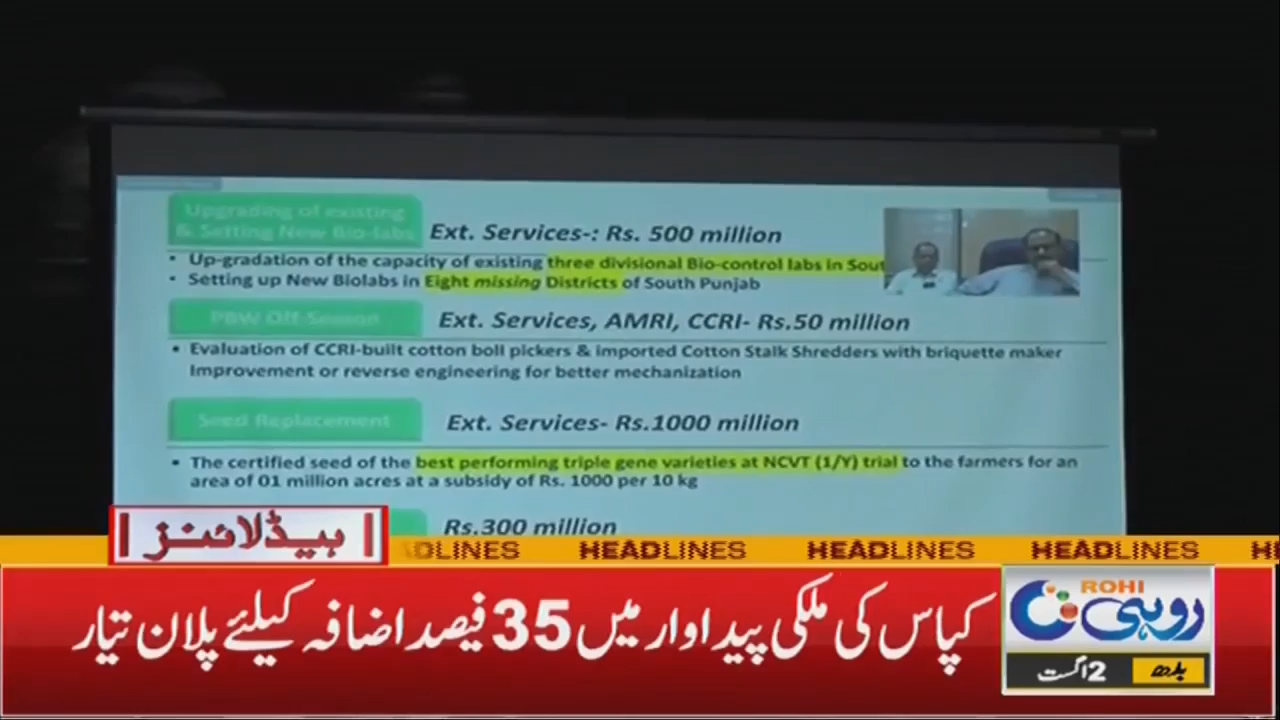 Upgrading of existing
& Setting New Bio-labs
Ext. Services-: Rs. 500 million
• Up-gradation of the capacity of existing three divisional Bio-control labs in Sout
• Setting up New Biolabs in Eight missing Districts of South Punjab
PBW Off-Season
Ext. Services, AMRI, CCRI- Rs.50 million
• Evaluation of CCRI-built cotton boll pickers & imported Cotton Stalk Shredders with briquette maker
Improvement or reverse engineering for better mechanization
Seed Replacement
Ext. Services- Rs.1000 million
• The certified seed of the best performing triple gene varieties at NCVT (1/Y) trial to the farmers for an
area of 01 million acres at a subsidy of Rs. 1000 per 10 kg
Rs.300 million
ہیڈلائنز
ADLINES HEADLINES HEADLINES HEADLINES HE
کپاس کی ملکی پیداوار میں 35 فیصد اضافہ کیلئے پلان تیار
ROHI
روہی
بدھ 2 اگست